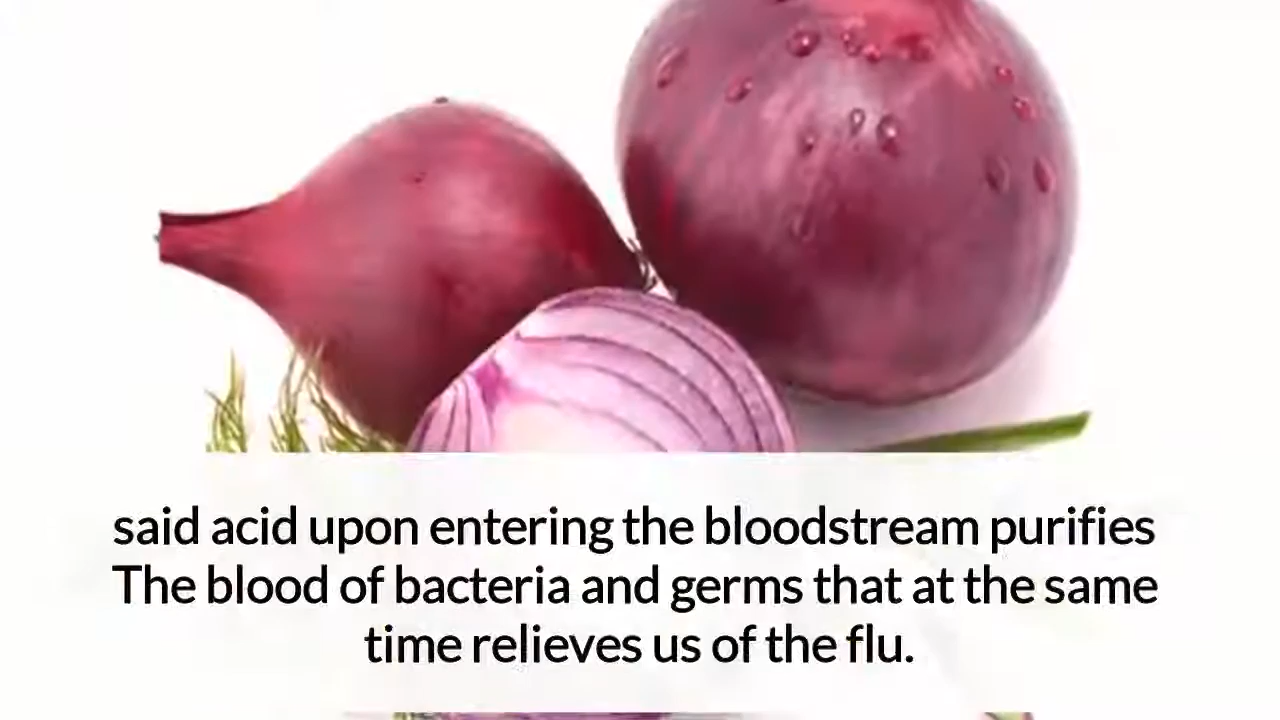 said acid upon entering the bloodstream purifies
The blood of bacteria and germs that at the same
time relieves us of the flu.